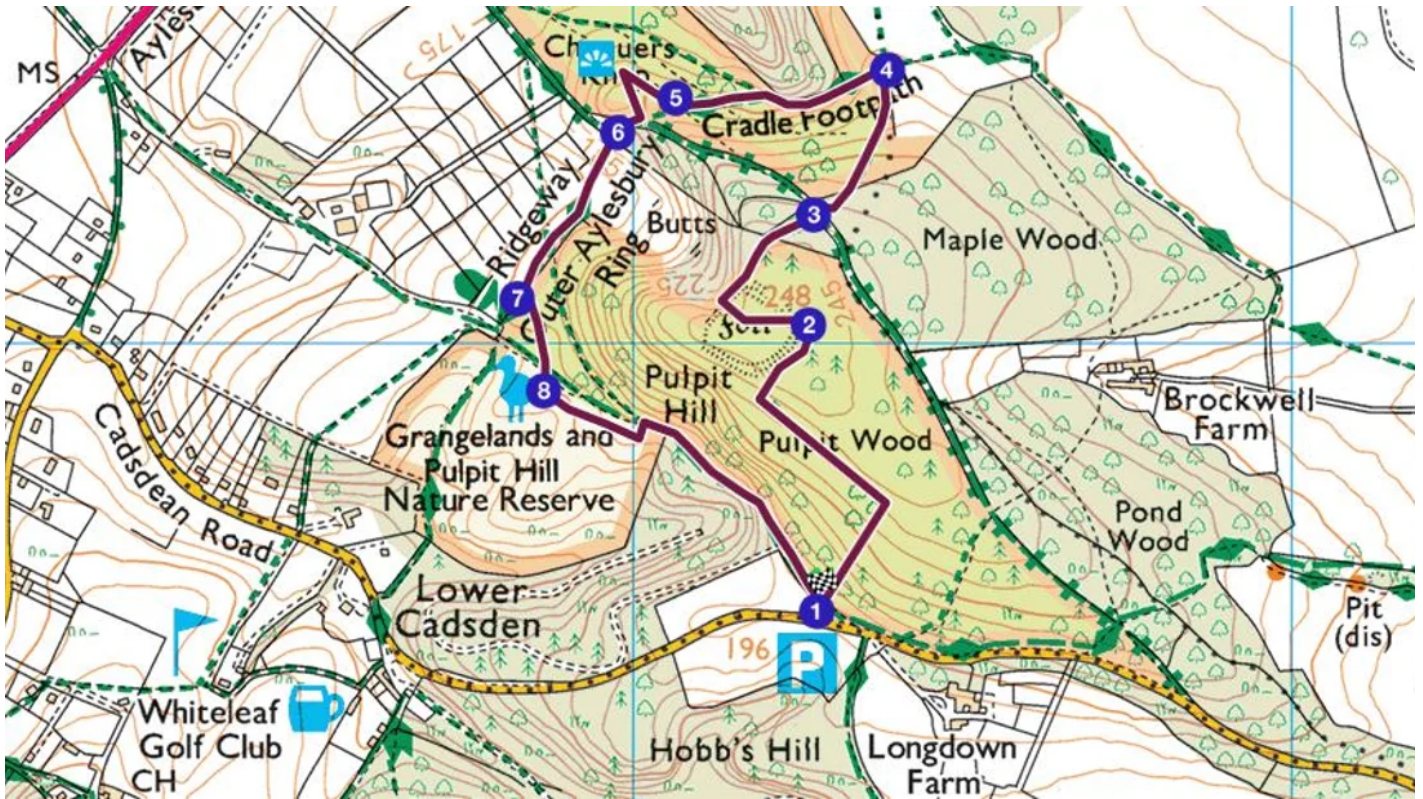 MS
Aylesb
175
4
5
Cradle Footpath
6
Ridgeway
Outer Aylesbury
Ring
Butts
3
Maple Wood
225
248
245
Fort
2
7
8
Pulpit
Hill
Pulpit Wood
Brockwell
Farm
Grangelands and
Pulpit Hill
Nature Reserve
Cadsdean Road
Pond
Wood
Lower
Cadsden
1
196
P
Pit
(dis)
Whiteleaf
Golf Club
CH
Hobb's Hill
Longdown
Farm